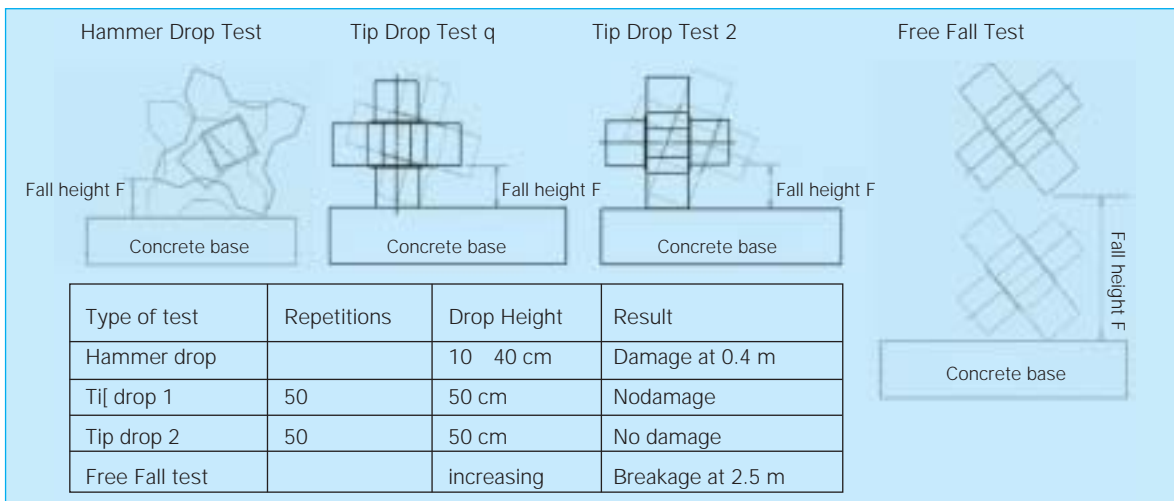 Hammer Drop Test Tip Drop Test q Tip Drop Test 2 Free Fall Test
Fall height F Fall height F Fall height F
Concrete base Concrete base Concrete base
Fall height F
Concrete base
Type of test Repetitions Drop Height Result
Hammer drop 10 40 cm Damage at 0.4 m
Ti[ drop 1 50 50 cm Nodamage
Tip drop 2 50 50 cm No damage
Free Fall test increasing Breakage at 2.5 m